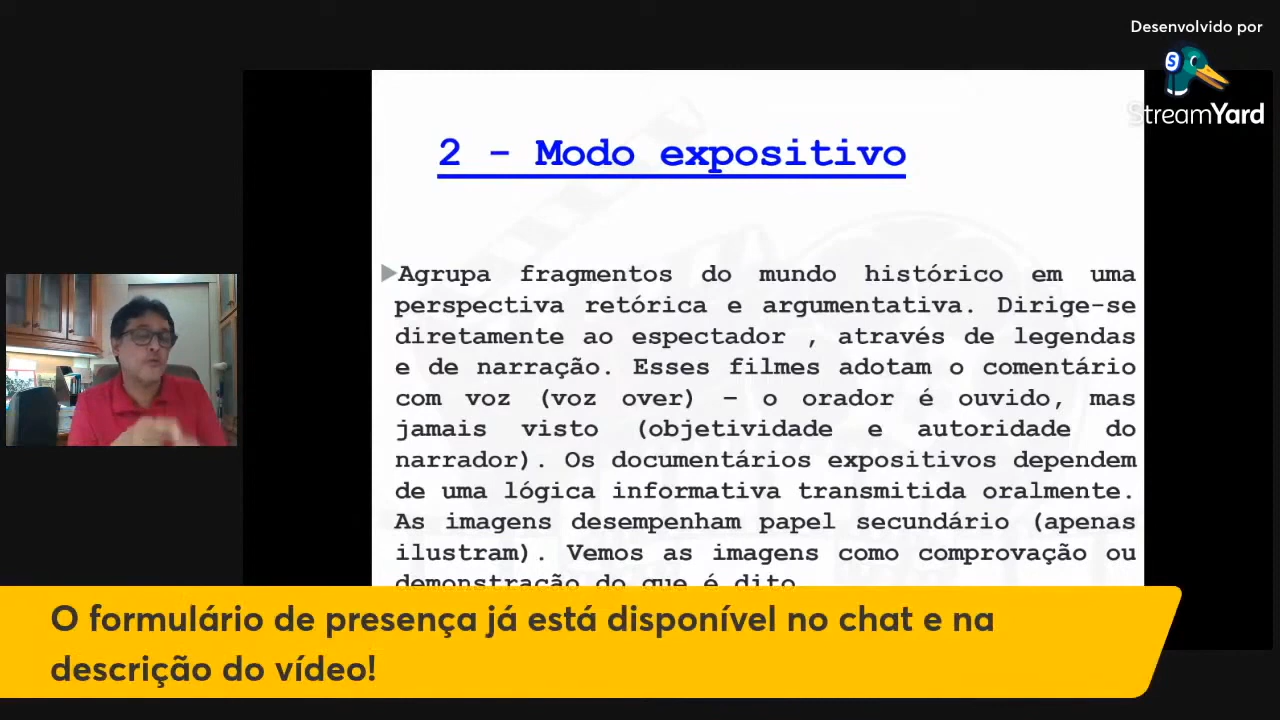 Desenvolvido por
StreamYard
2 - Modo expositivo
Agrupa fragmentos do mundo histórico em uma
perspectiva retórica e argumentativa. Dirige-se
diretamente ao espectador , através de legendas
e de narração. Esses filmes adotam o comentário
com voz (voz over) – o orador é ouvido, mas
jamais visto (objetividade e autoridade do
narrador). Os documentários expositivos dependem
de uma lógica informativa transmitida oralmente.
As imagens desempenham papel secundário (apenas
ilustram). Vemos as imagens como comprovação ou
demonstração do que é dito.
O formulário de presença já está disponível no chat e na
descrição do vídeo!